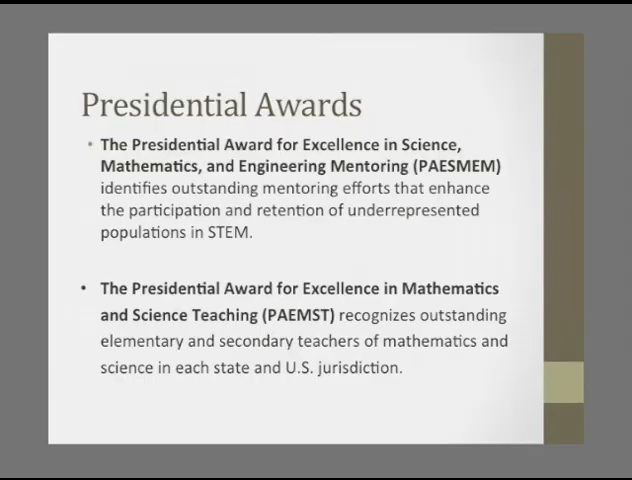 Presidential Awards
• The Presidential Award for Excellence in Science,
Mathematics, and Engineering Mentoring (PAESMEM)
identifies outstanding mentoring efforts that enhance
the participation and retention of underrepresented
populations in STEM.
• The Presidential Award for Excellence in Mathematics
and Science Teaching (PAEMST) recognizes outstanding
elementary and secondary teachers of mathematics and
science in each state and U.S. jurisdiction.